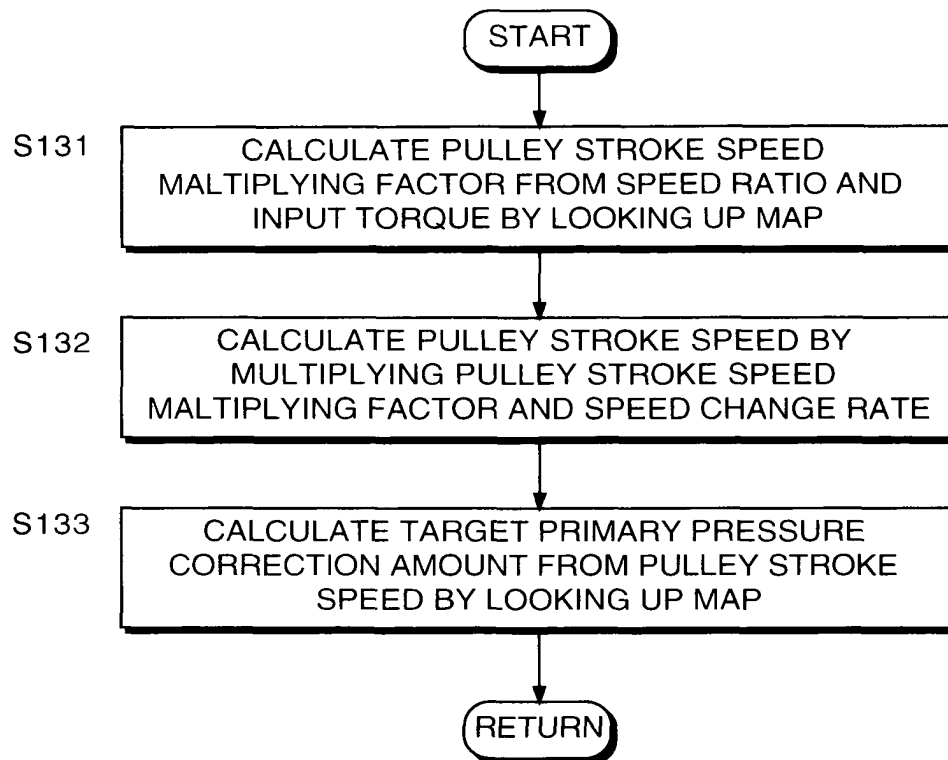 START
S131
CALCULATE PULLEY STROKE SPEED
MALTIPLYING FACTOR FROM SPEED RATIO AND
INPUT TORQUE BY LOOKING UP MAP
S132
CALCULATE PULLEY STROKE SPEED BY
MULTIPLYING PULLEY STROKE SPEED
MALTIPLYING FACTOR AND SPEED CHANGE RATE
S133
CALCULATE TARGET PRIMARY PRESSURE
CORRECTION AMOUNT FROM PULLEY STROKE
SPEED BY LOOKING UP MAP
RETURN